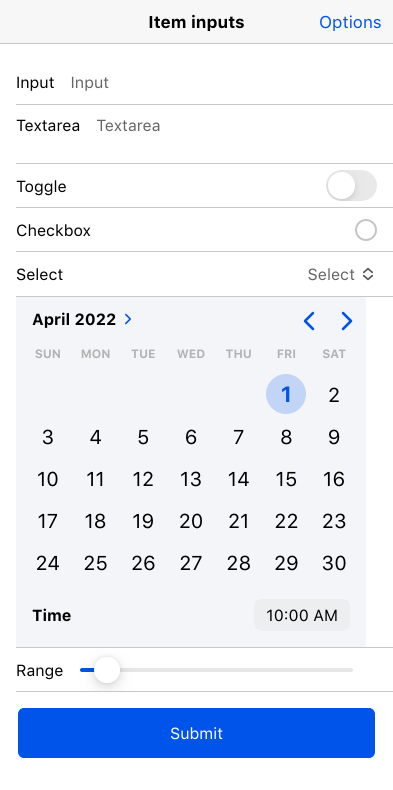 Item inputs Options
Input Input
Textarea Textarea
Toggle
Checkbox
Select Select
April 2022
SUN MON TUE WED THU FRI SAT
1 2
3 4 5 6 7 8 9
10 11 12 13 14 15 16
17 18 19 20 21 22 23
24 25 26 27 28 29 30
Time 10:00 AM
Range
Submit